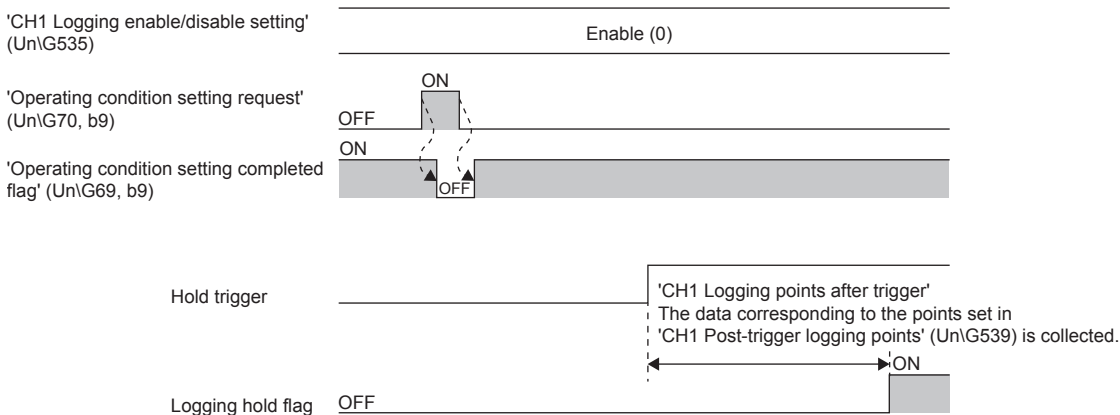 'CH1 Logging enable/disable setting'
(Un\G535)
Enable (0)
ON
'Operating condition setting request'
(Un\G70, b9)
OFF
ON
'Operating condition setting completed
flag' (Un\G69, b9)
OFF
Hold trigger
'CH1 Logging points after trigger'
The data corresponding to the points set in
'CH1 Post-trigger logging points' (Un\G539) is collected.
ON
Logging hold flag
OFF